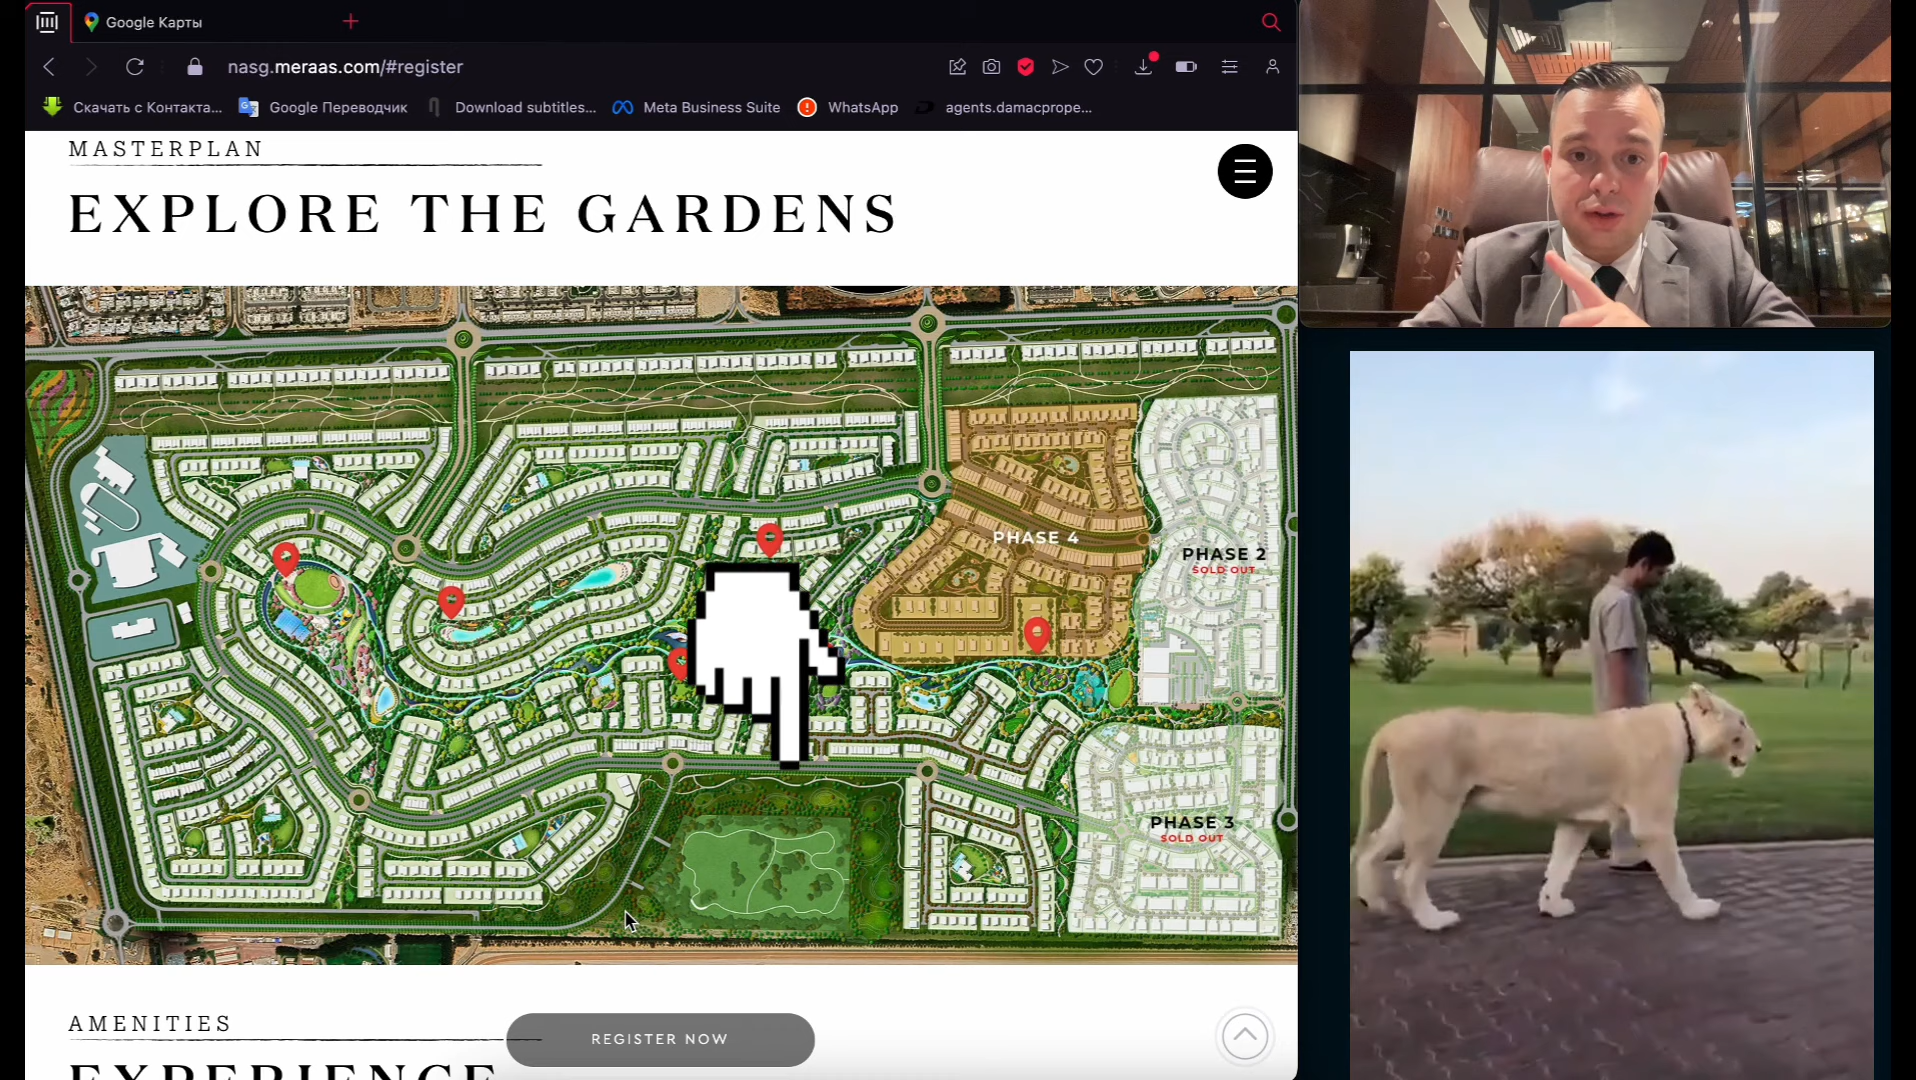 Google Карты
nasg.meraas.com/#register
Скачать с Контакта...
Google Переводчик
Download subtitles...
Meta Business Suite
WhatsApp
agents.damacprope...
MASTERPLAN
EXPLORE THE GARDENS
PHASE 4
PHASE 2
SOLD OUT
PHASE 3
SOLD OUT
AMENITIES
REGISTER NOW
EXPERIENCE